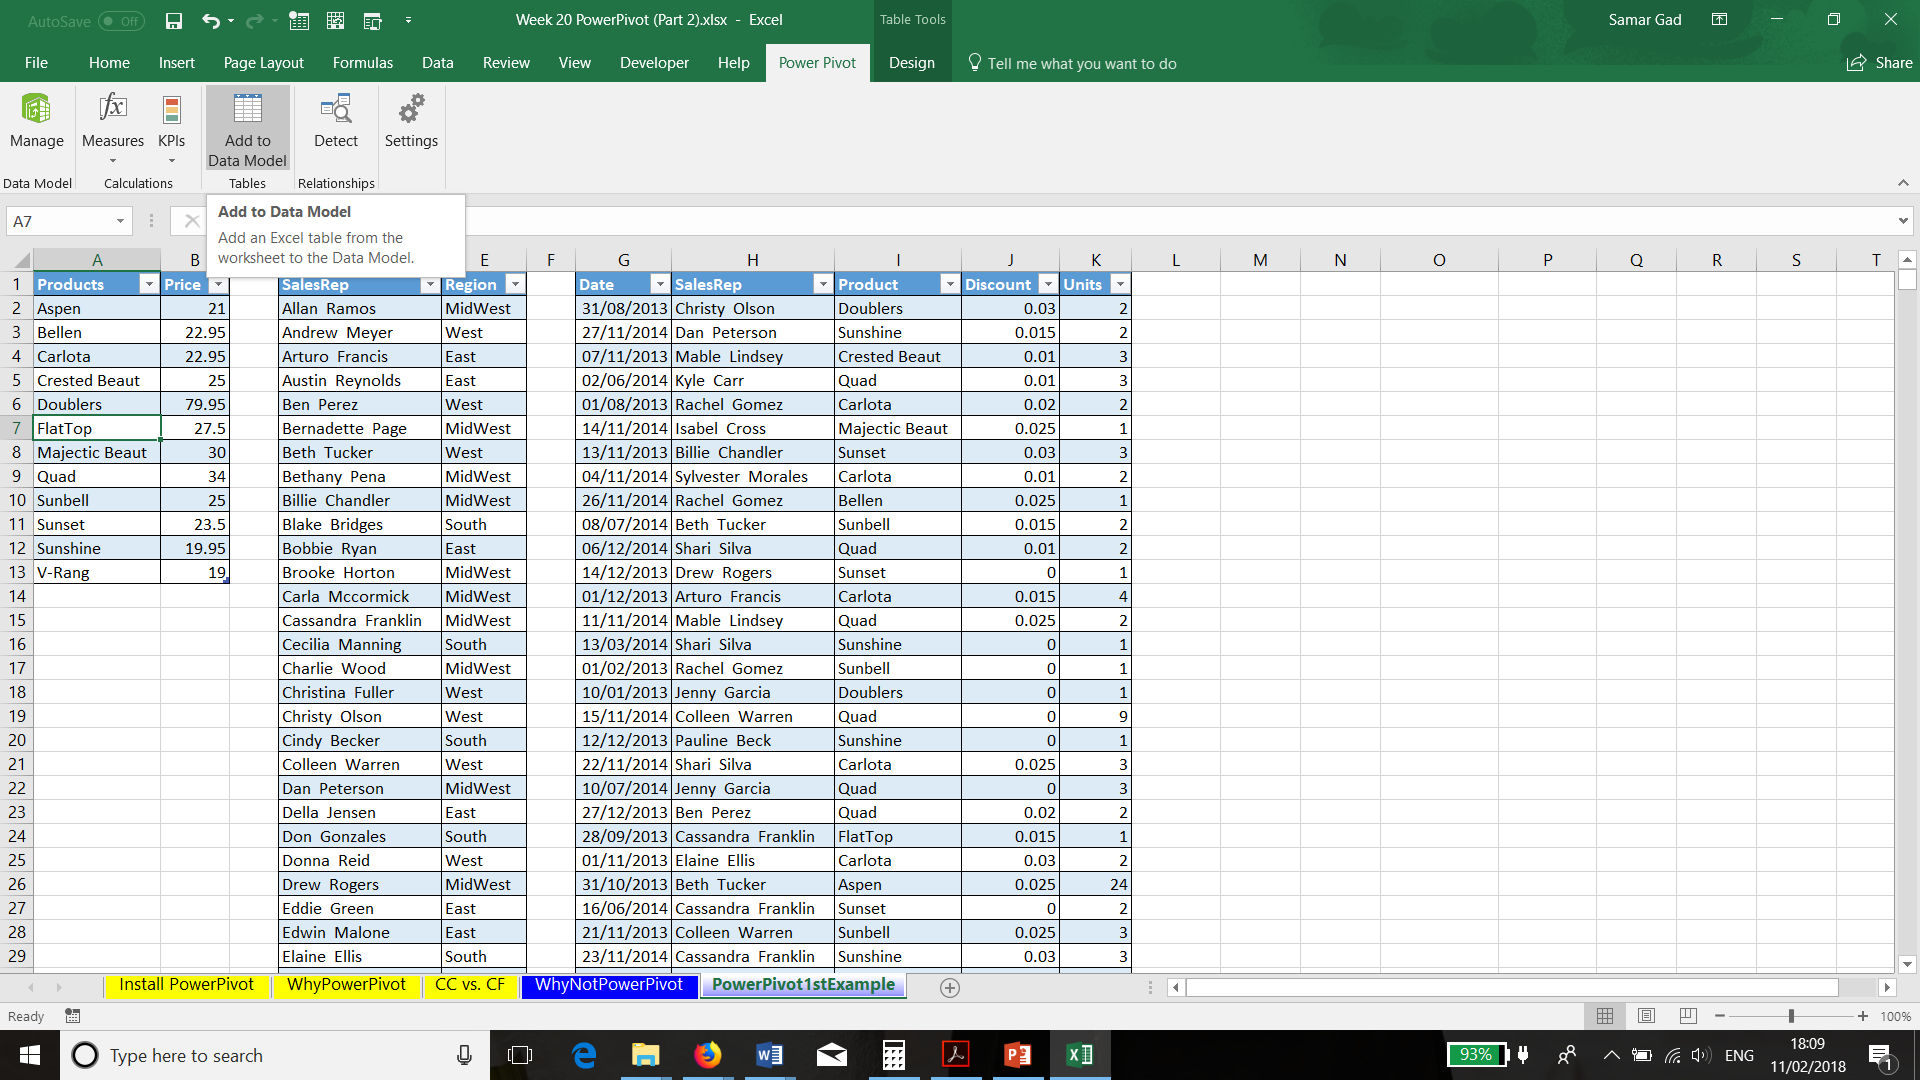 AutoSave Off Week 20 PowerPivot (Part 2).xlsx - Excel Table Tools Samar Gad
File Home Insert Page Layout Formulas Data Review View Developer Help Power Pivot Design Tell me what you want to do Share
Manage Measures KPIs Add to Data Model Detect Settings
Data Model Calculations Tables Relationships
A7
Add to Data Model
Add an Excel table from the
worksheet to the Data Model.
A B E F G H I J K L M N O P Q R S T
1 Products Price SalesRep Region Date SalesRep Product Discount Units
2 Aspen 21 Allan Ramos MidWest 31/08/2013 Christy Olson Doublers 0.03 2
3 Bellen 22.95 Andrew Meyer West 27/11/2014 Dan Peterson Sunshine 0.015 2
4 Carlota 22.95 Arturo Francis East 07/11/2013 Mable Lindsey Crested Beaut 0.01 3
5 Crested Beaut 25 Austin Reynolds East 02/06/2014 Kyle Carr Quad 0.01 3
6 Doublers 79.95 Ben Perez West 01/08/2013 Rachel Gomez Carlota 0.02 2
7 FlatTop 27.5 Bernadette Page MidWest 14/11/2014 Isabel Cross Majectic Beaut 0.025 1
8 Majectic Beaut 30 Beth Tucker West 13/11/2013 Billie Chandler Sunset 0.03 3
9 Quad 34 Bethany Pena MidWest 04/11/2014 Sylvester Morales Carlota 0.01 2
10 Sunbell 25 Billie Chandler MidWest 26/11/2014 Rachel Gomez Bellen 0.025 1
11 Sunset 23.5 Blake Bridges South 08/07/2014 Beth Tucker Sunbell 0.015 2
12 Sunshine 19.95 Bobbie Ryan East 06/12/2014 Shari Silva Quad 0.01 2
13 V-Rang 19 Brooke Horton MidWest 14/12/2013 Drew Rogers Sunset 0 1
14 Carla Mccormick MidWest 01/12/2013 Arturo Francis Carlota 0.015 4
15 Cassandra Franklin MidWest 11/11/2014 Mable Lindsey Quad 0.025 2
16 Cecilia Manning South 13/03/2014 Shari Silva Sunshine 0 1
17 Charlie Wood MidWest 01/02/2013 Rachel Gomez Sunbell 0 1
18 Christina Fuller West 10/01/2013 Jenny Garcia Doublers 0 1
19 Christy Olson West 15/11/2014 Colleen Warren Quad 0 9
20 Cindy Becker South 12/12/2013 Pauline Beck Sunshine 0 1
21 Colleen Warren West 22/11/2014 Shari Silva Carlota 0.025 3
22 Dan Peterson MidWest 10/07/2014 Jenny Garcia Quad 0 3
23 Della Jensen East 27/12/2013 Ben Perez Quad 0.02 2
24 Don Gonzales South 28/09/2013 Cassandra Franklin FlatTop 0.015 1
25 Donna Reid West 01/11/2013 Elaine Ellis Carlota 0.03 2
26 Drew Rogers MidWest 31/10/2013 Beth Tucker Aspen 0.025 24
27 Eddie Green East 16/06/2014 Cassandra Franklin Sunset 0 2
28 Edwin Malone East 21/11/2013 Colleen Warren Sunbell 0.025 3
29 Elaine Ellis South 23/11/2014 Cassandra Franklin Sunshine 0.03 3
Install PowerPivot WhyPowerPivot CC vs. CF WhyNotPowerPivot PowerPivot1stExample
Ready 100%
Type here to search 93% ENG 18:09
11/02/2018 1